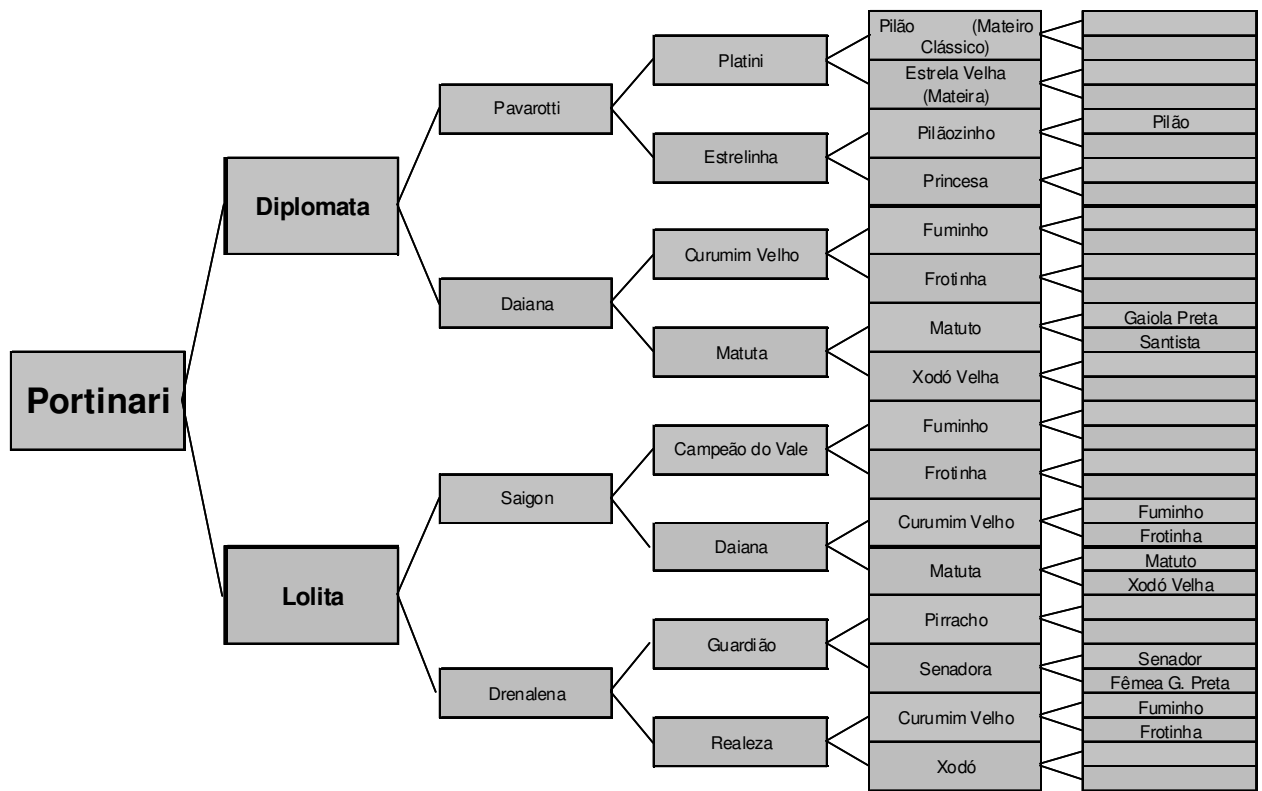 Portinari
Diplomata
Lolita
Pavarotti
Daiana
Saigon
Drenalena
Platini
Estrelinha
Curumim Velho
Matuta
Campeão do Vale
Daiana
Guardião
Realeza
Pilão (Mateiro
Clássico)
Estrela Velha
(Mateira)
Pilãozinho
Princesa
Fuminho
Frotinha
Matuto
Xodó Velha
Fuminho
Frotinha
Curumim Velho
Matuta
Pirracho
Senadora
Curumim Velho
Xodó
Pilão
Gaiola Preta
Santista
Fuminho
Frotinha
Matuto
Xodó Velha
Senador
Fêmea G. Preta
Fuminho
Frotinha